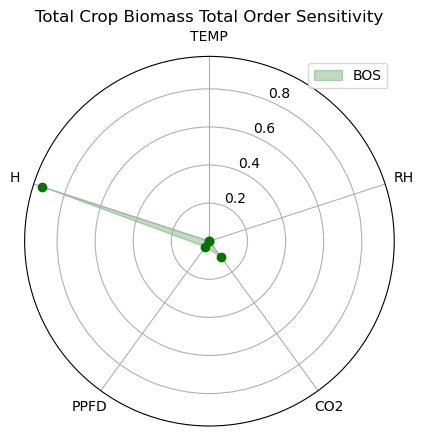 Total Crop Biomass Total Order Sensitivity
TEMP
BOS
0.8
0.6
0.4
0.2
H
RH
PPFD
CO2